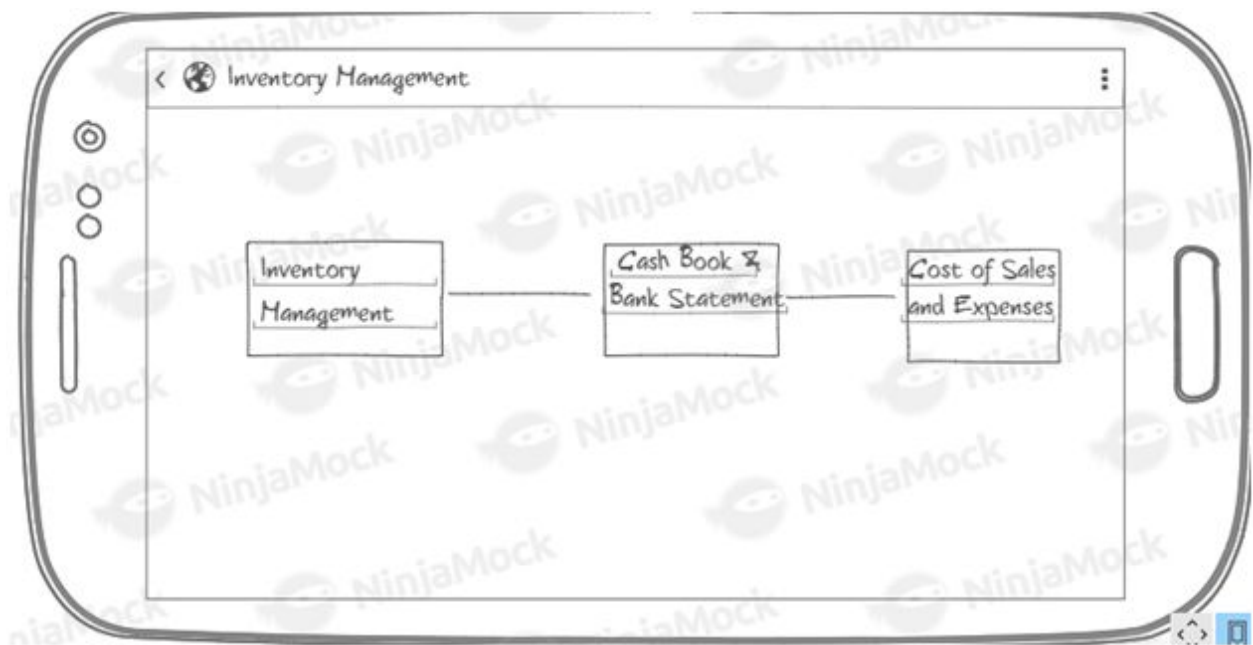 NinjaMock
< Inventory Management
Inventory
Management
Cash Book &
Bank Statement
Cost of Sales
and Expenses